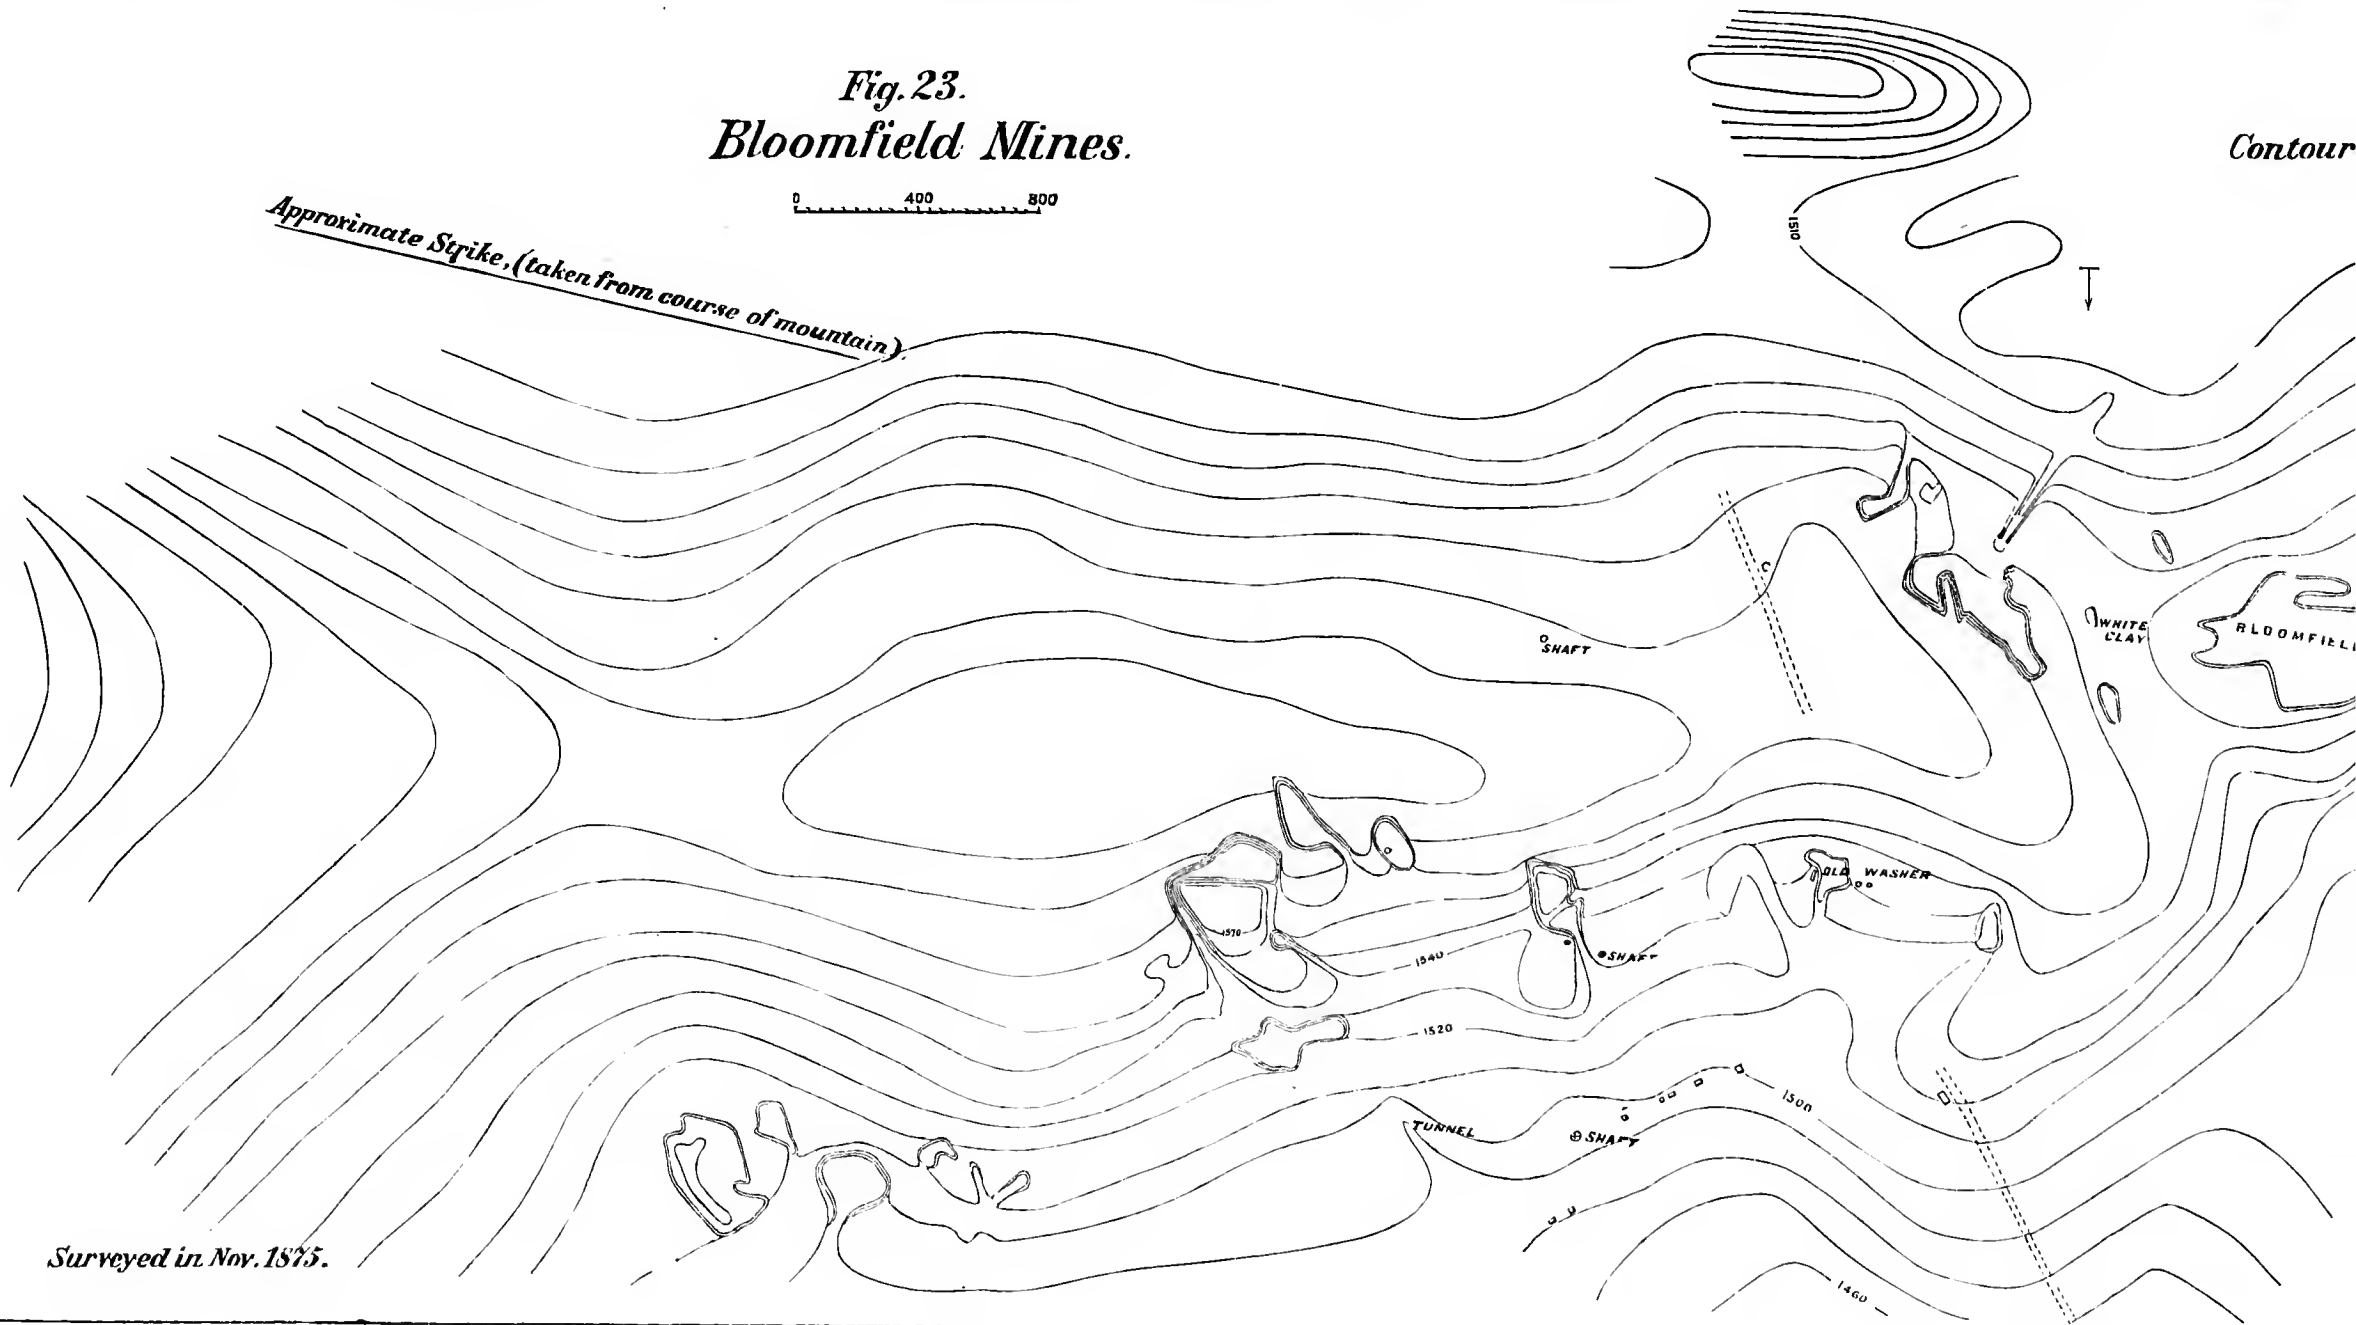 Fig. 23.
Bloomfield Mines.
0 400 800
Contour
Approximate Strike, (taken from course of mountain).
1510
SHAFT
WHITE
CLAY
BLOOMFIEL
OLD WASHER
1570
1540
SHAFT
1520
1500
TUNNEL
SHAFT
1460
Surveyed in Nov. 1875.